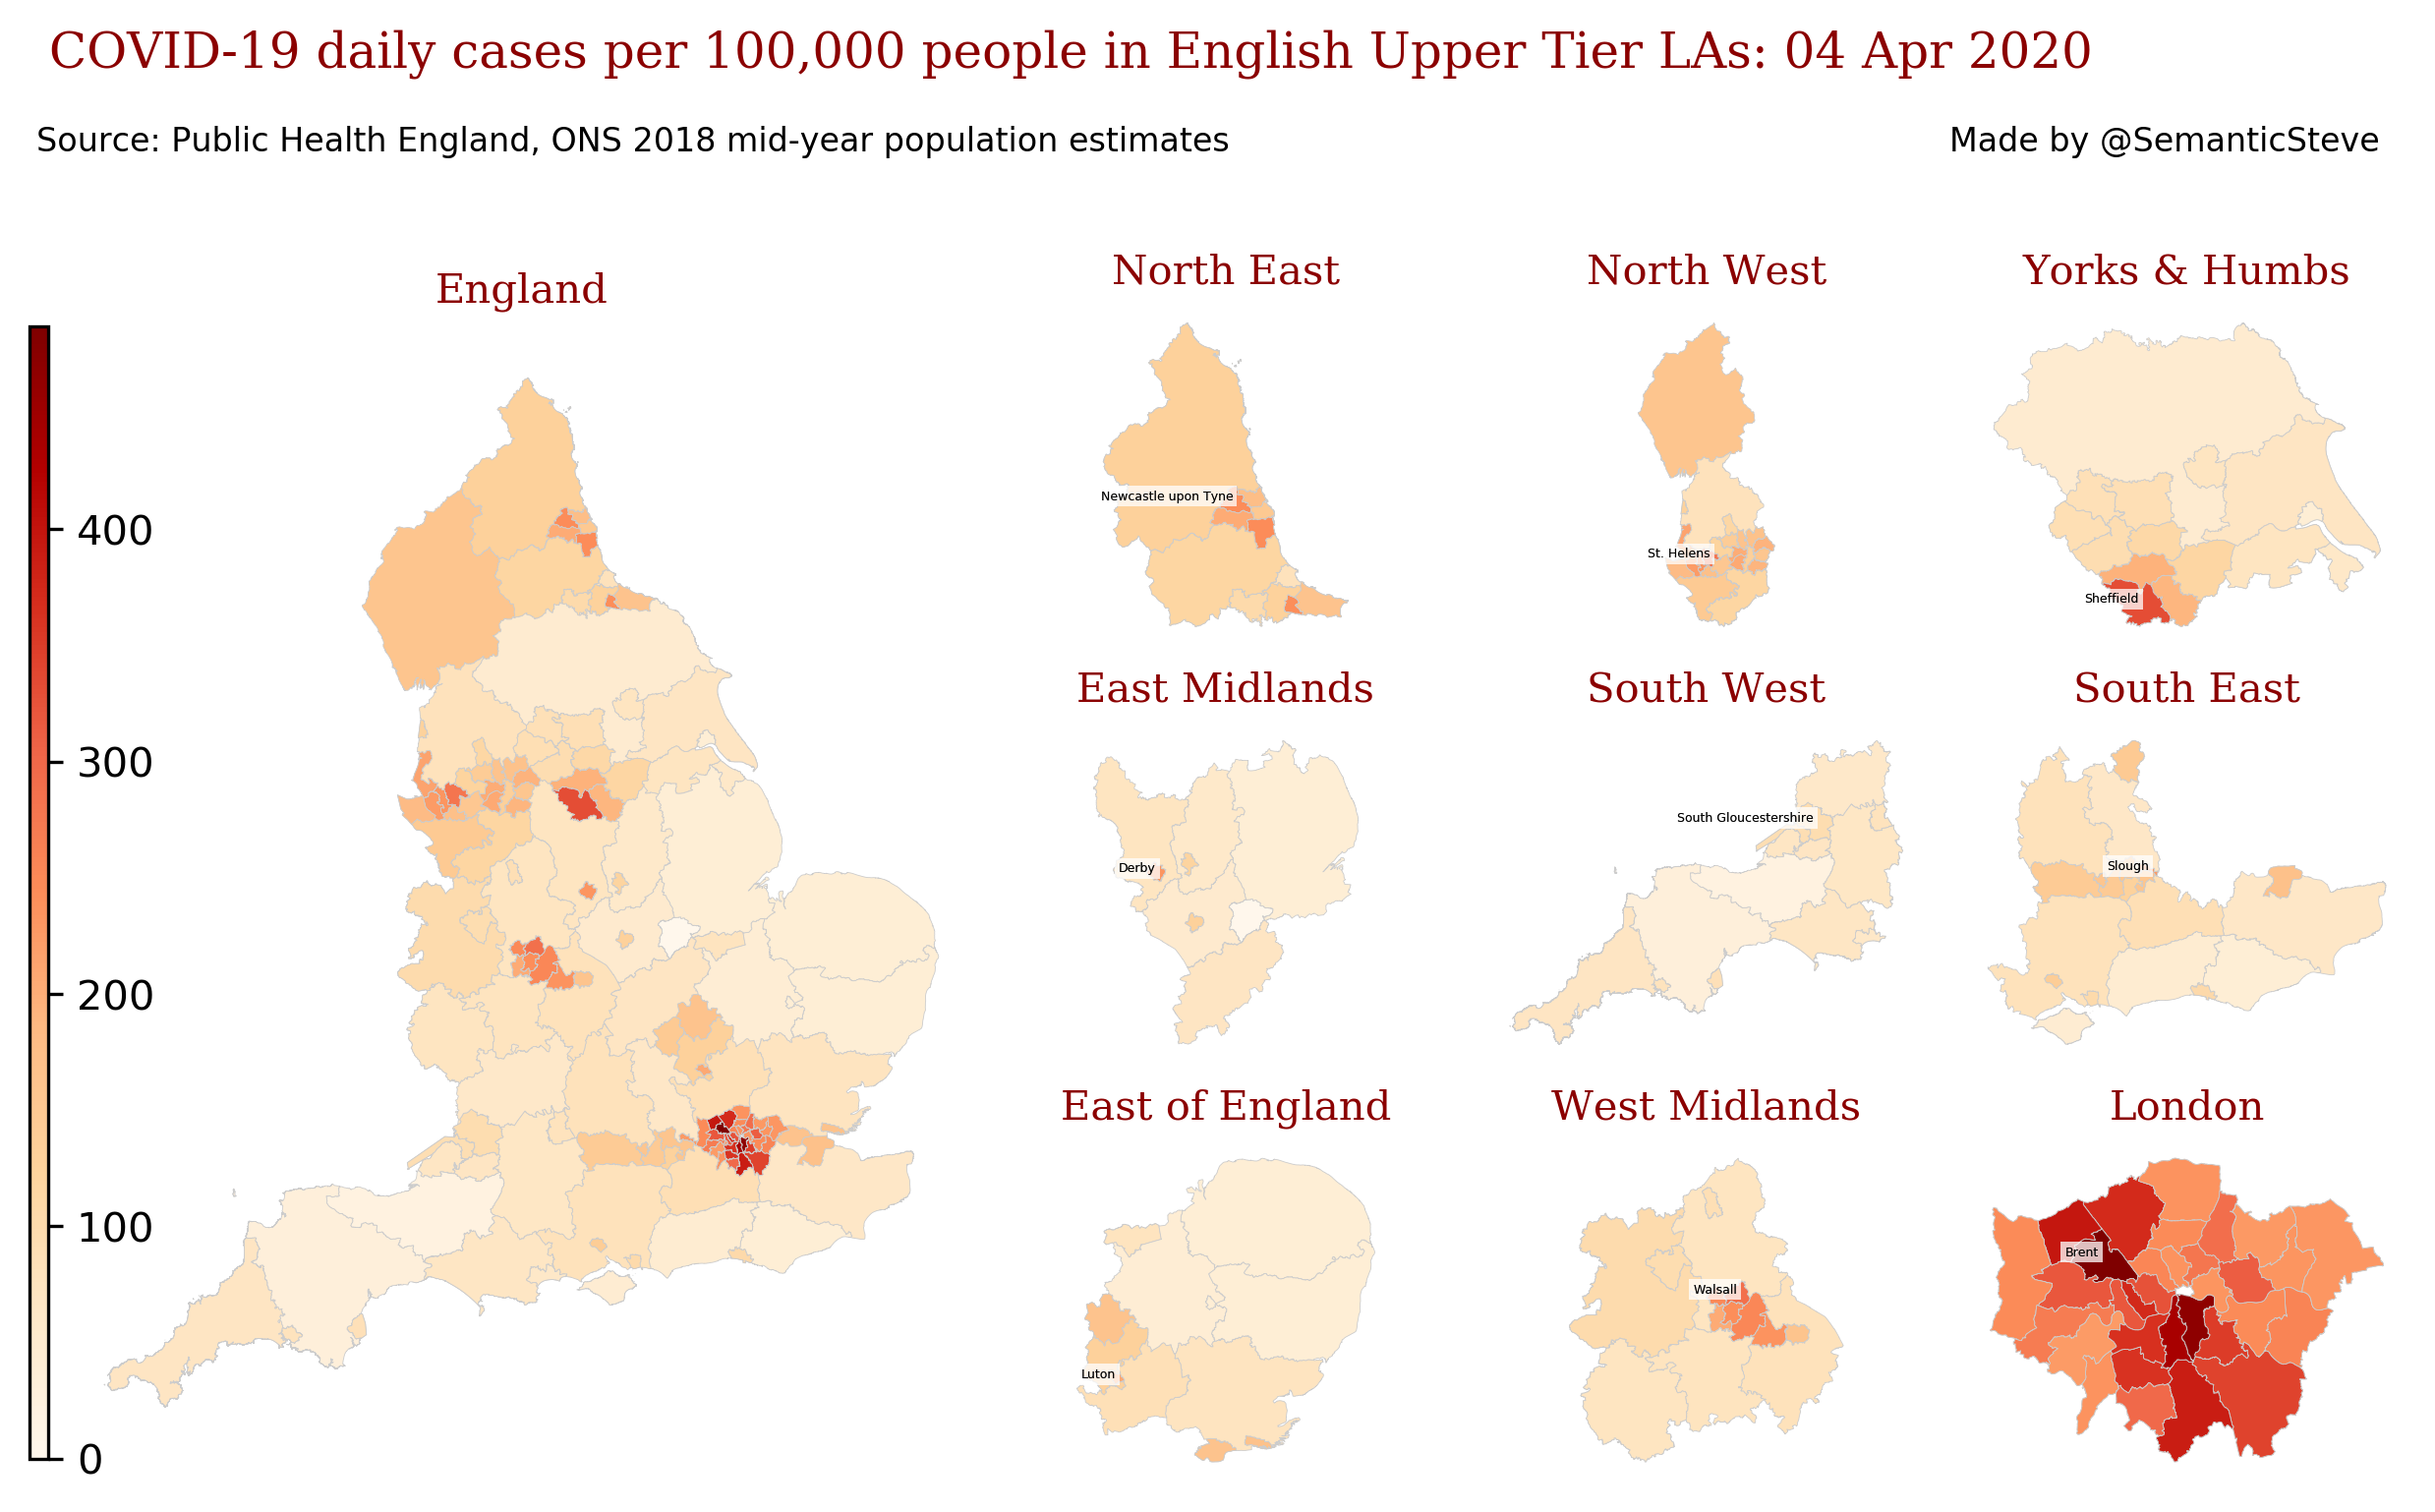 COVID-19 daily cases per 100,000 people in English Upper Tier LAs: 04 Apr 2020
Source: Public Health England, ONS 2018 mid-year population estimates
Made by @SemanticSteve
England
400
300
200
100
0
North East
Newcastle upon Tyne
North West
St. Helens
Yorks & Humbs
Sheffield
East Midlands
Derby
South West
South Gloucestershire
South East
Slough
East of England
Luton
West Midlands
Walsall
London
Brent